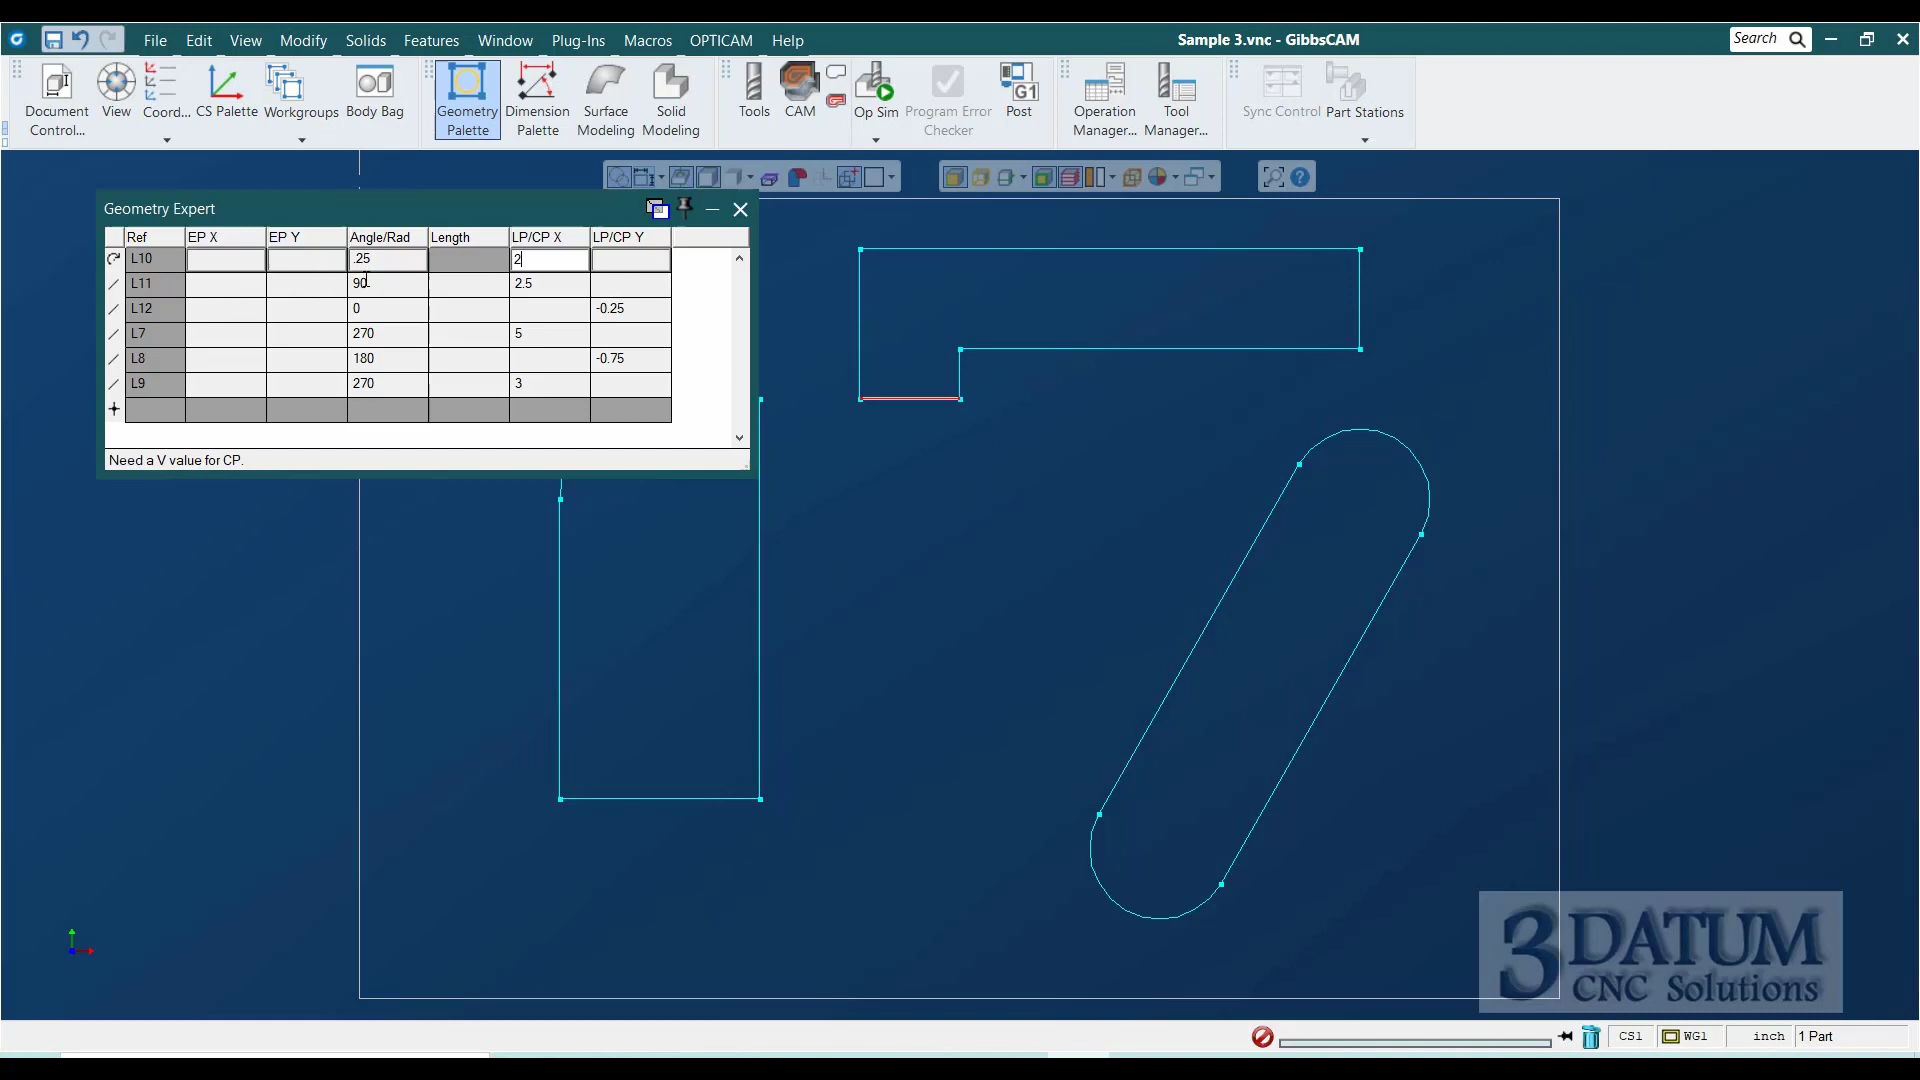 File Edit View Modify Solids Features Window Plug-Ins Macros OPTICAM Help
Sample 3.vnc - GibbsCAM
Search
Document Control...
View
Coord...
CS Palette
Workgroups
Body Bag
Geometry Palette
Dimension Palette
Surface Modeling
Solid Modeling
Tools
CAM
Op Sim
Program Error Checker
G1
Post
Operation Manager...
Tool Manager...
Sync Control
Part Stations
Geometry Expert
Ref EP X EP Y Angle/Rad Length LP/CP X LP/CP Y
L10 .25 2
L11 90 2.5
L12 0 -0.25
L7 270 5
L8 180 -0.75
L9 270 3
Need a V value for CP.
3 DATUM
CNC Solutions
CS1 WG1 inch 1 Part